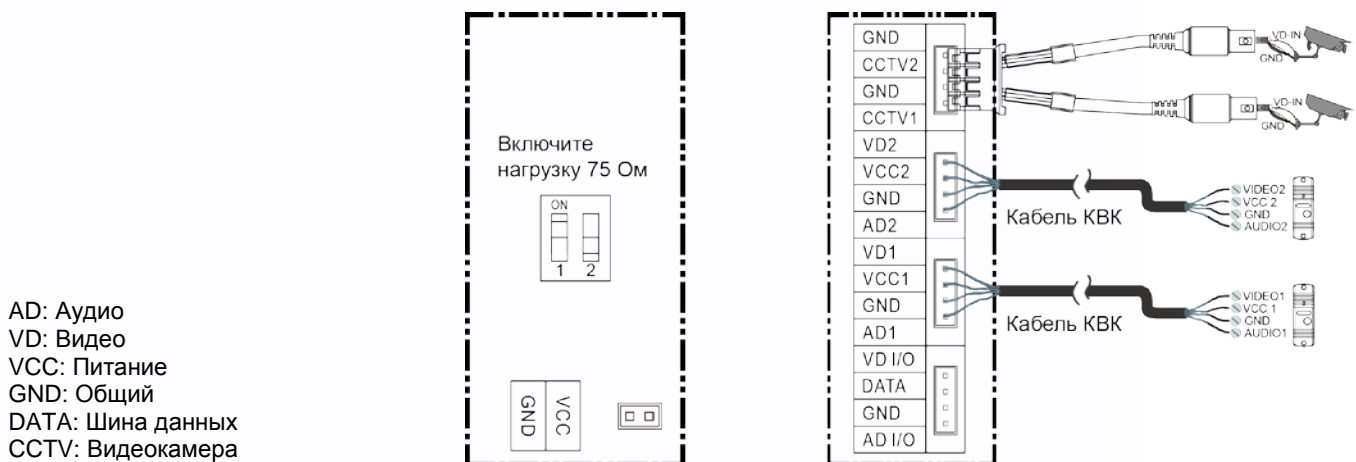 Включите
нагрузку 75 Ом
ON
1 2
GND
VCC
AD: Аудио
VD: Видео
VCC: Питание
GND: Общий
DATA: Шина данных
CCTV: Видеокамера
GND
CCTV2
GND
CCTV1
VD2
VCC2
GND
AD2
VD1
VCC1
GND
AD1
VD I/O
DATA
GND
AD I/O
VD-IN
GND
VD-IN
GND
Кабель КВК
VIDEO2
VCC 2
GND
AUDIO2
Кабель КВК
VIDEO1
VCC 1
GND
AUDIO1